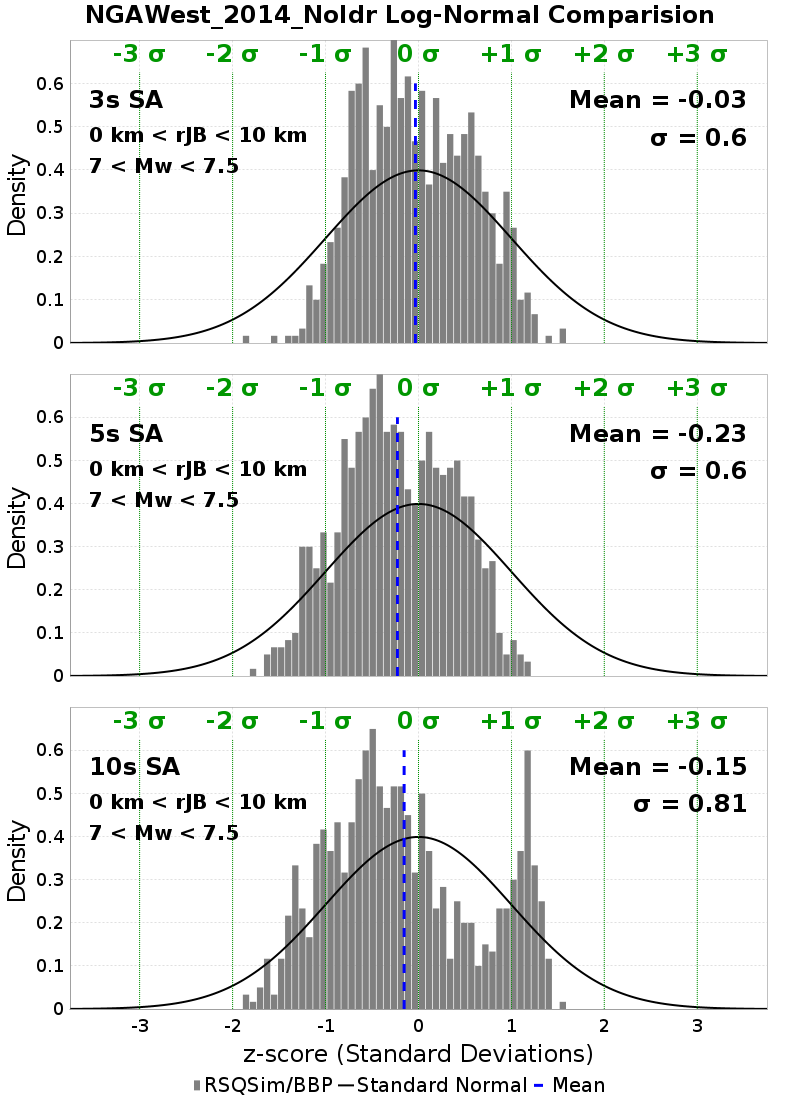 NGAWest_2014_NoIdr Log-Normal Comparision
-3 σ -2 σ -1 σ 0 σ +1 σ +2 σ +3 σ
3s SA
0 km < rJB < 10 km
7 < Mw < 7.5
Mean = -0.03
σ = 0.6
Density
0.6
0.5
0.4
0.3
0.2
0.1
0
-3 σ -2 σ -1 σ 0 σ +1 σ +2 σ +3 σ
5s SA
0 km < rJB < 10 km
7 < Mw < 7.5
Mean = -0.23
σ = 0.6
Density
0.6
0.5
0.4
0.3
0.2
0.1
0
-3 σ -2 σ -1 σ 0 σ +1 σ +2 σ +3 σ
10s SA
0 km < rJB < 10 km
7 < Mw < 7.5
Mean = -0.15
σ = 0.81
Density
0.6
0.5
0.4
0.3
0.2
0.1
0
-3 -2 -1 0 1 2 3
z-score (Standard Deviations)
RSQSim/BBP Standard Normal Mean